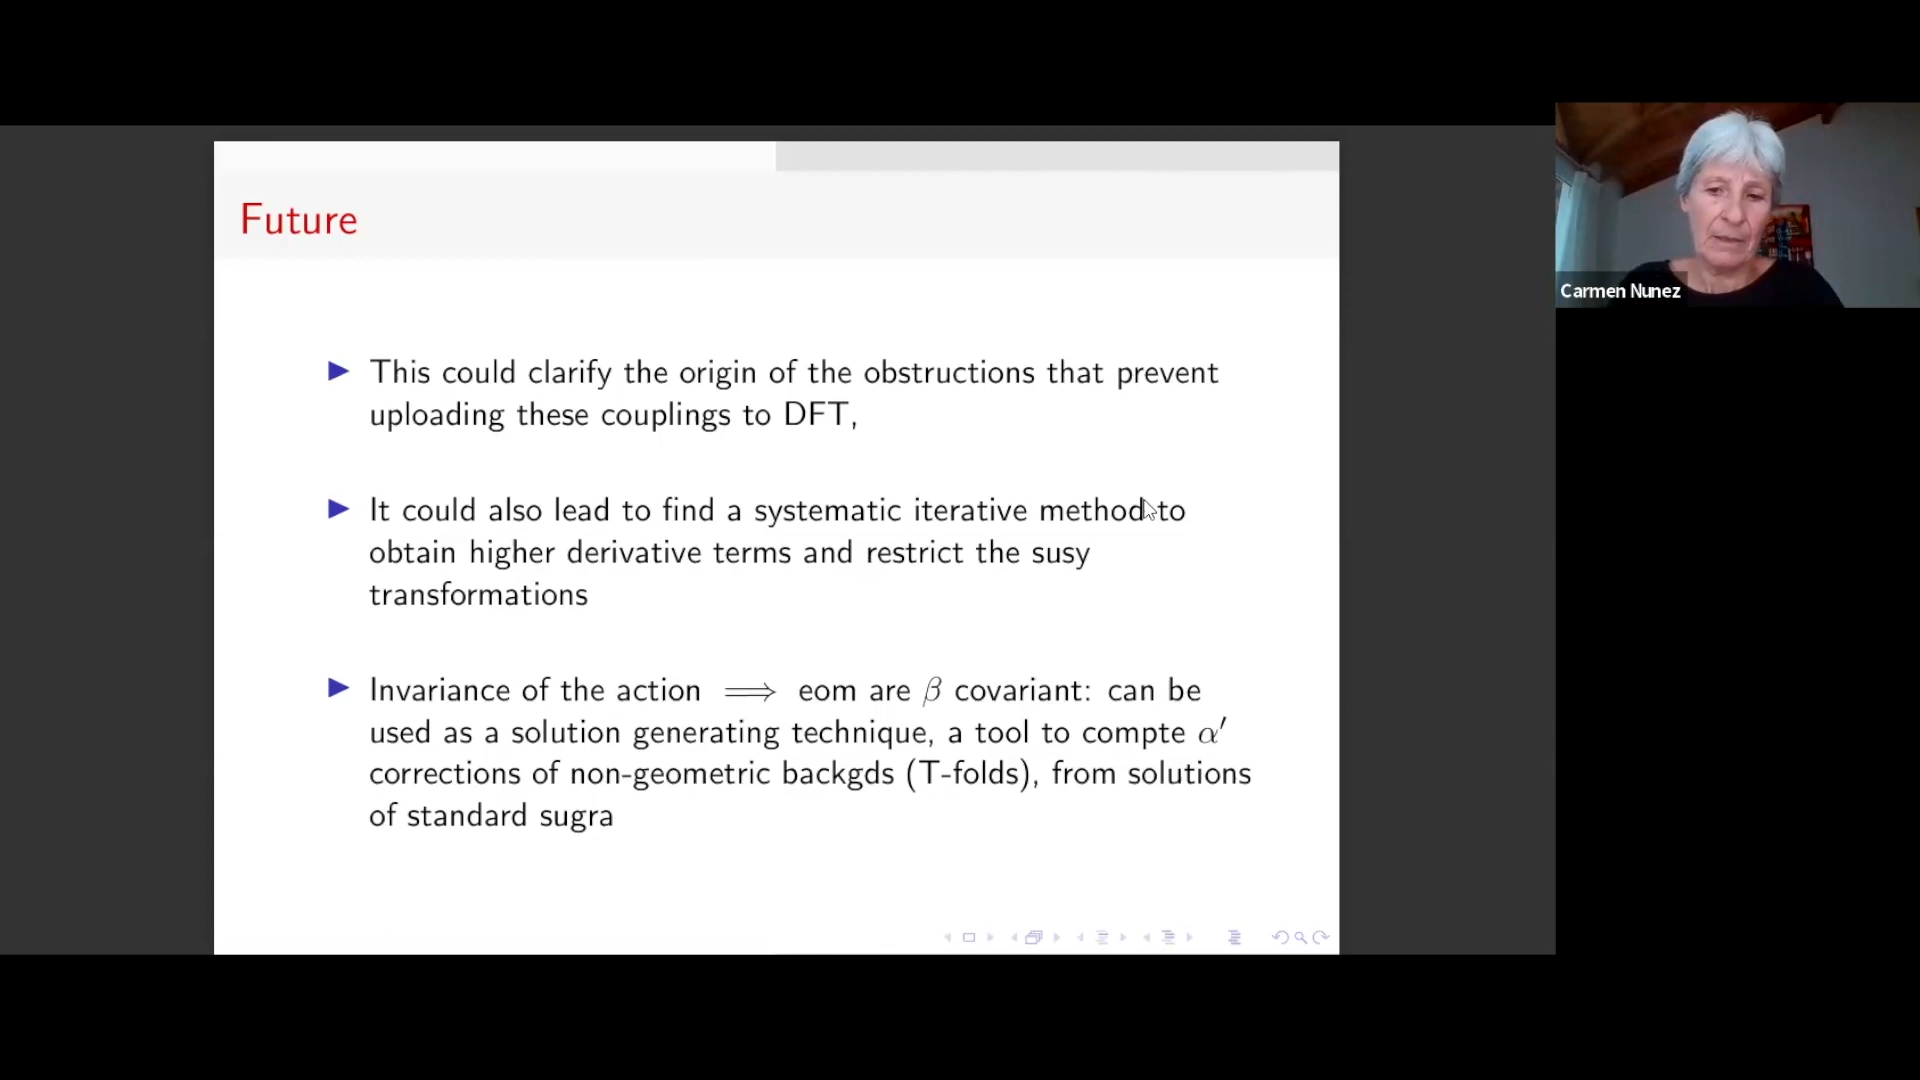 Future
This could clarify the origin of the obstructions that prevent
uploading these couplings to DFT,
It could also lead to find a systematic iterative method to
obtain higher derivative terms and restrict the susy
transformations
Invariance of the action ⟹ eom are β covariant: can be
used as a solution generating technique, a tool to compte α′
corrections of non-geometric backgds (T-folds), from solutions
of standard sugra
Carmen Nunez